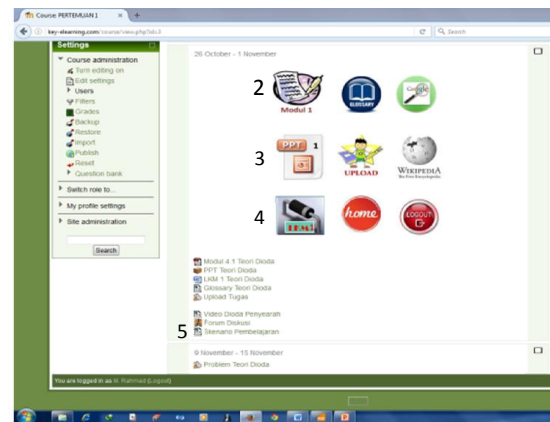 Course: PERTEMUAN 1
key-elearning.com/course/view.php?id=3
Search
Settings
Course administration
Turn editing on
Edit settings
Users
Filters
Grades
Backup
Restore
Import
Publish
Reset
Question bank
Switch role to...
My profile settings
Site administration
Search
26 October - 1 November
2
Modul 1
GLOSSARY
Google
3
PPT 1
UPLOAD
WIKIPEDIA
The Free Encyclopedia
4
LKM 1
home
LOGOUT
Modul 4.1 Teori Dioda
PPT Teori Dioda
LKM 1 Teori Dioda
Glossary Teori Dioda
Upload Tugas
Video Dioda Penyearah
Forum Diskusi
5
Skenario Pembelajaran
9 November - 15 November
Problem Teori Dioda
You are logged in as M. Rahmad (Logout)